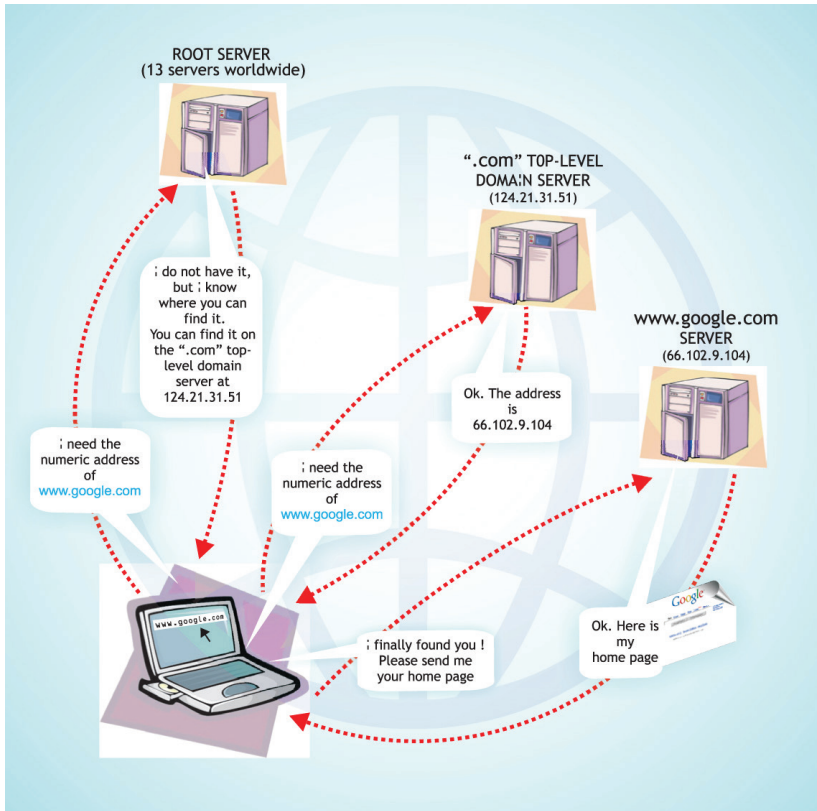 ROOT SERVER
(13 servers worldwide)
“.com” T0P-LEVEL
DOMA¦N SERVER
(124.21.31.51)
www.google.com
SERVER
(66.102.9.104)
¦ do not have it,
but ¦ know
where you can
find it.
You can find it on
the “.com” top-
level domain
server at
124.21.31.51
Ok. The address
is
66.102.9.104
¦ need the
numeric address
of
www.google.com
¦ need the
numeric address
of
www.google.com
www.google.com
¦ finally found you !
Please send me
your home page
Ok. Here is
my
home page
Google